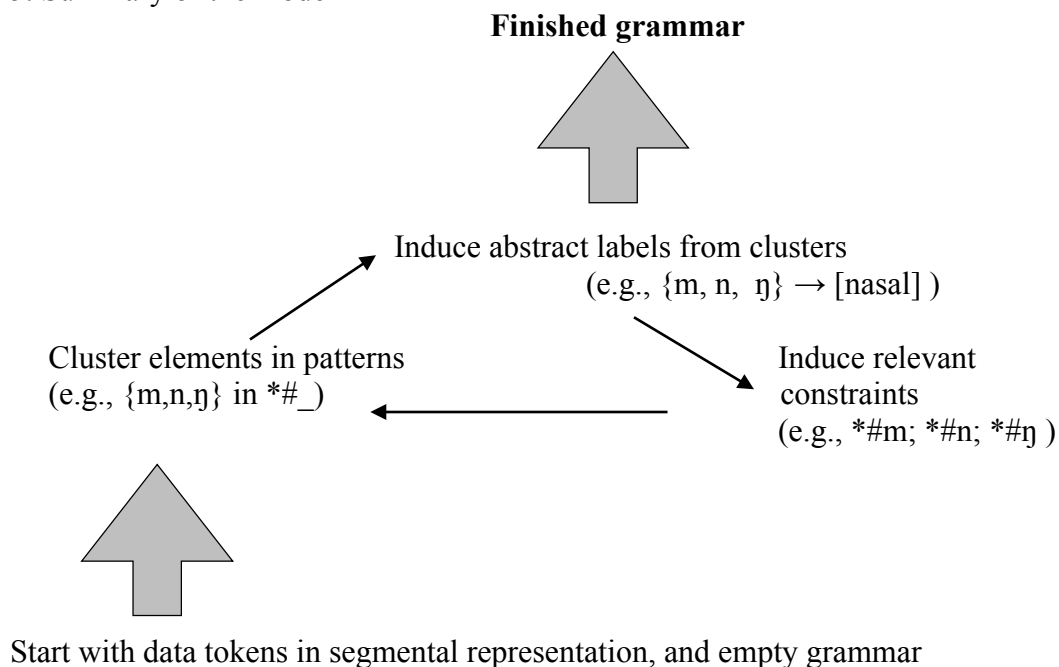 Finished grammar
Induce abstract labels from clusters
(e.g., {m, n, ŋ} → [nasal] )
Cluster elements in patterns
(e.g., {m,n,ŋ} in *#_)
Induce relevant
constraints
(e.g., *#m; *#n; *#ŋ )
Start with data tokens in segmental representation, and empty grammar